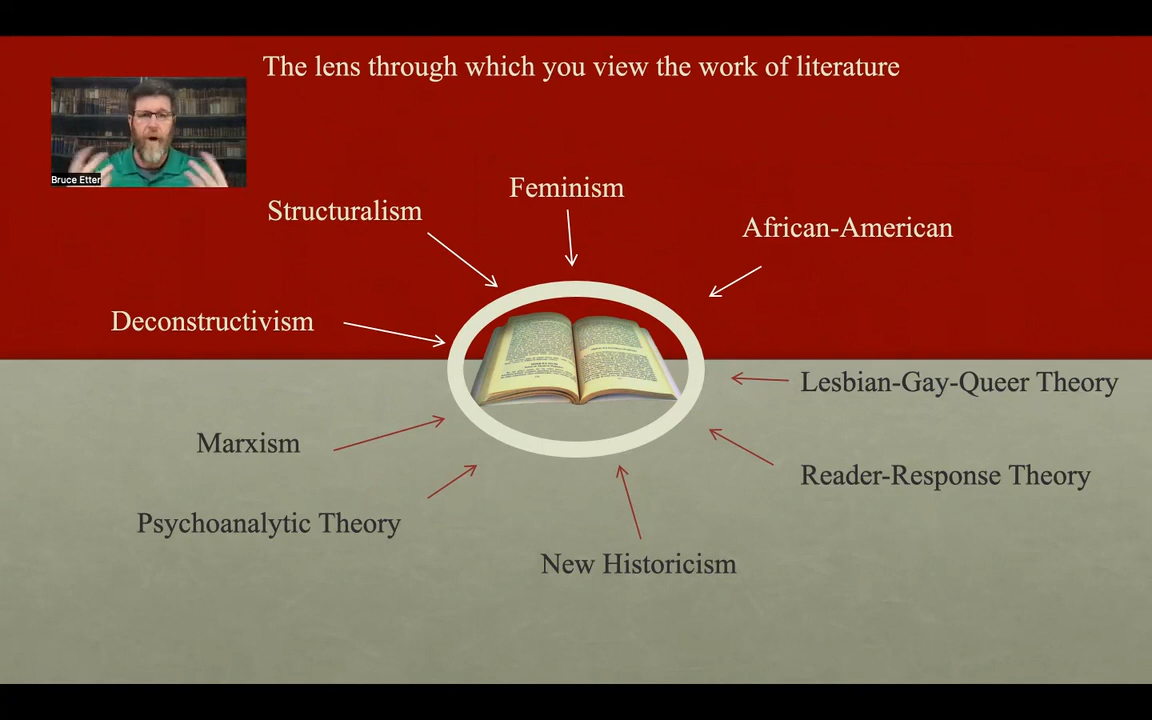 The lens through which you view the work of literature
Bruce Etter
Feminism
Structuralism
African-American
Deconstructivism
Lesbian-Gay-Queer Theory
Marxism
Reader-Response Theory
Psychoanalytic Theory
New Historicism